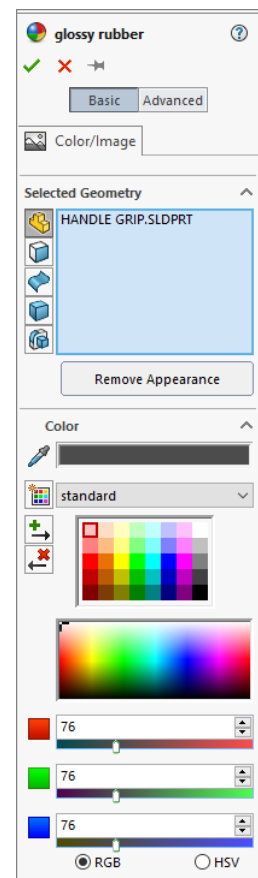 glossy rubber
Basic Advanced
Color/Image
Selected Geometry
HANDLE GRIP.SLDPRT
Remove Appearance
Color
standard
76
76
76
RGB HSV